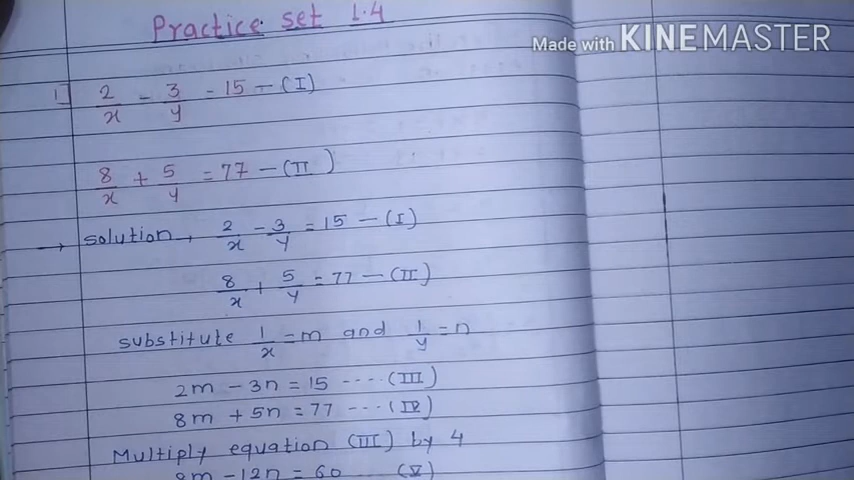 Practice set 1.4
Made with KINEMASTER
1] 2/x - 3/y - 15 - (I)
8/x + 5/y = 77 - (II)
→ solution → 2/x - 3/y = 15 - (I)
8/x + 5/y = 77 - (II)
substitute 1/x = m and 1/y = n
2m - 3n = 15 ---- (III)
8m + 5n = 77 --- (IV)
Multiply equation (III) by 4
8m - 12n = 60 (V)